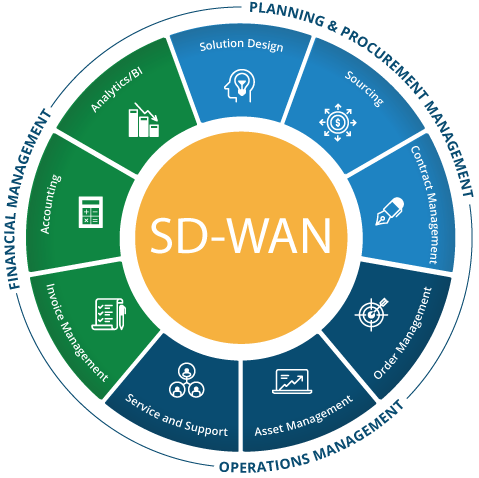 PLANNING & PROCUREMENT MANAGEMENT
Solution Design
Sourcing
Contract Management
Order Management
Asset Management
Service and Support
Invoice Management
Accounting
Analytics/BI
OPERATIONS MANAGEMENT
FINANCIAL MANAGEMENT
SD-WAN
$